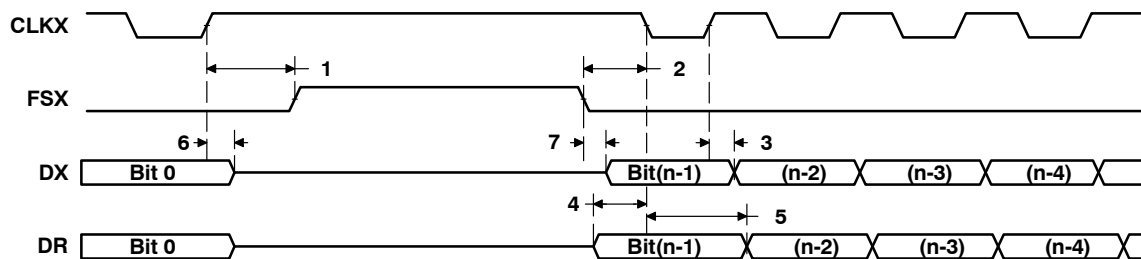 CLKX
1 2
FSX
6 7 3
DX Bit 0 Bit(n-1) (n-2) (n-3) (n-4)
4 5
DR Bit 0 Bit(n-1) (n-2) (n-3) (n-4)